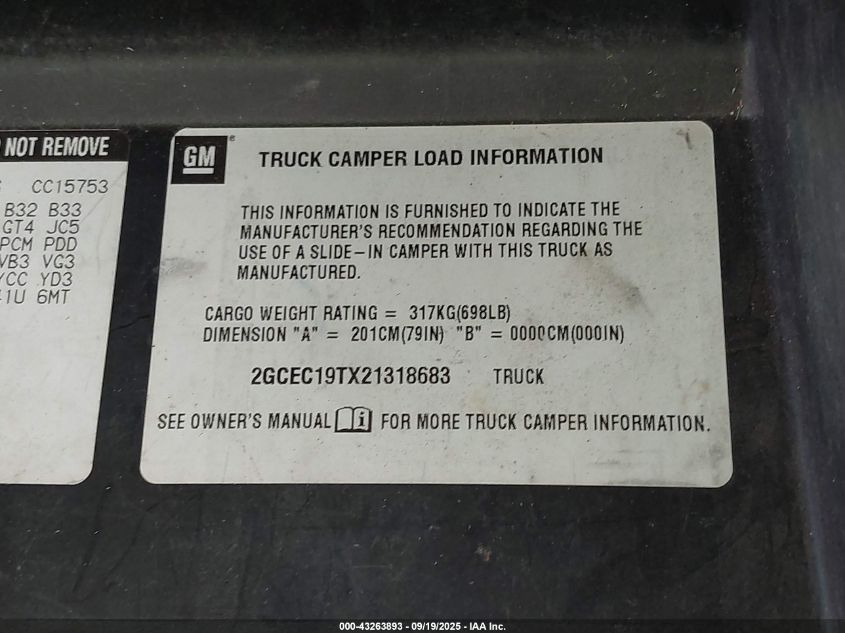 NOT REMOVE
CC15753
B32 B33
GT4 JC5
PCM PDD
VB3 VG3
YCC YD3
1U 6MT
GM ®
TRUCK CAMPER LOAD INFORMATION
THIS INFORMATION IS FURNISHED TO INDICATE THE
MANUFACTURER'S RECOMMENDATION REGARDING THE
USE OF A SLIDE-IN CAMPER WITH THIS TRUCK AS
MANUFACTURED.
CARGO WEIGHT RATING = 317KG(698LB)
DIMENSION "A" = 201CM(79IN) "B" = 0000CM(000IN)
2GCEC19TX21318683 TRUCK
SEE OWNER'S MANUAL i FOR MORE TRUCK CAMPER INFORMATION.
000-43263893 - 09/19/2025 - IAA Inc.